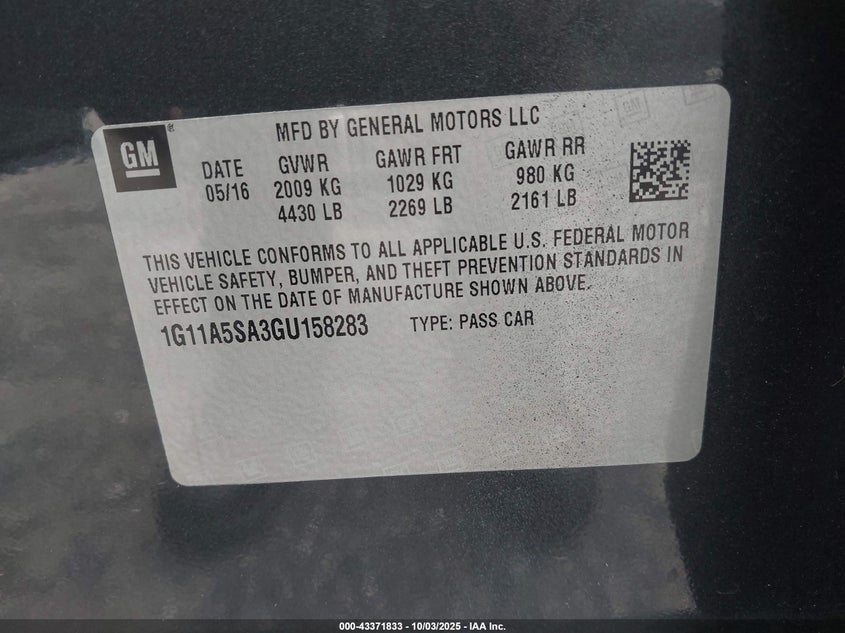 GM ®
MFD BY GENERAL MOTORS LLC
DATE GVWR GAWR FRT GAWR RR
05/16 2009 KG 1029 KG 980 KG
4430 LB 2269 LB 2161 LB
THIS VEHICLE CONFORMS TO ALL APPLICABLE U.S. FEDERAL MOTOR
VEHICLE SAFETY, BUMPER, AND THEFT PREVENTION STANDARDS IN
EFFECT ON THE DATE OF MANUFACTURE SHOWN ABOVE.
1G11A5SA3GU158283 TYPE: PASS CAR
000-43371833 - 10/03/2025 - IAA Inc.